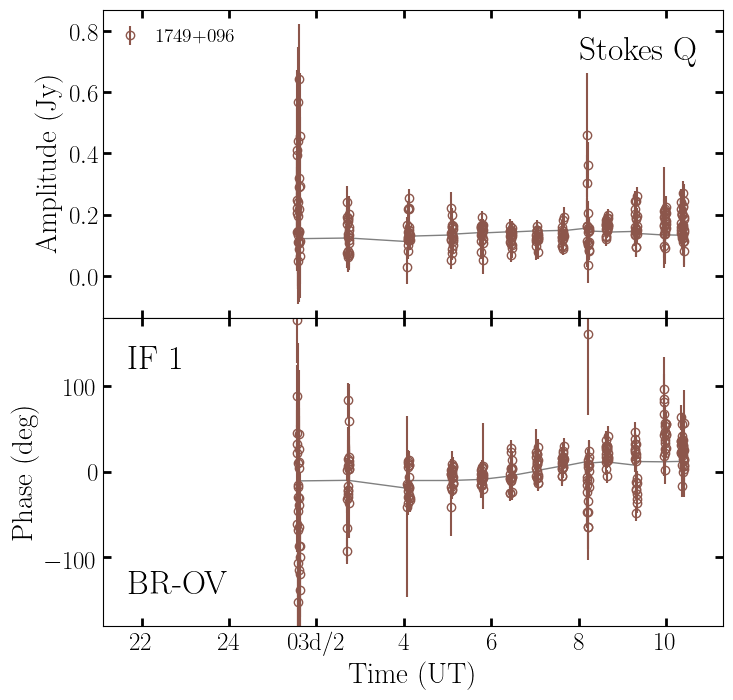 1749+096
Stokes Q
Amplitude (Jy)
0.8
0.6
0.4
0.2
0.0
IF 1
BR-OV
Phase (deg)
100
0
−100
22 24 03d/2 4 6 8 10
Time (UT)